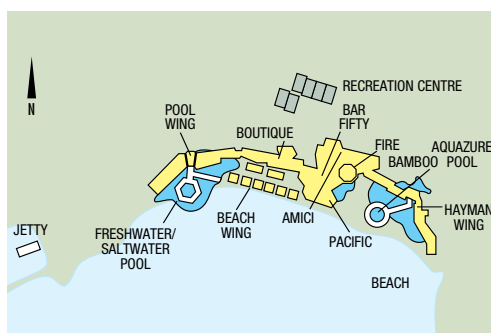 RECREATION CENTRE
N
POOL
WING
BAR
FIFTY
BOUTIQUE
FIRE
AQUAZURE
POOL
BAMBOO
HAYMAN
WING
BEACH
WING
AMICI
PACIFIC
JETTY
FRESHWATER/
SALTWATER
POOL
BEACH